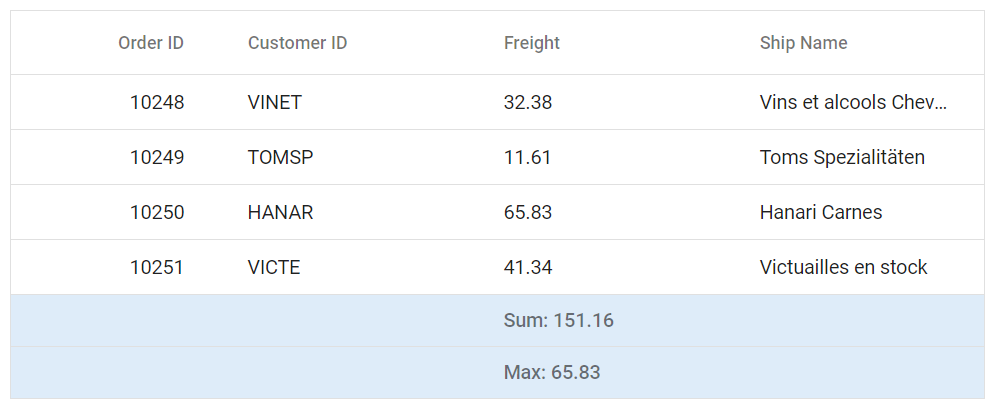 Order ID Customer ID Freight Ship Name
10248 VINET 32.38 Vins et alcools Chev...
10249 TOMSP 11.61 Toms Spezialitäten
10250 HANAR 65.83 Hanari Carnes
10251 VICTE 41.34 Victuailles en stock
Sum: 151.16
Max: 65.83